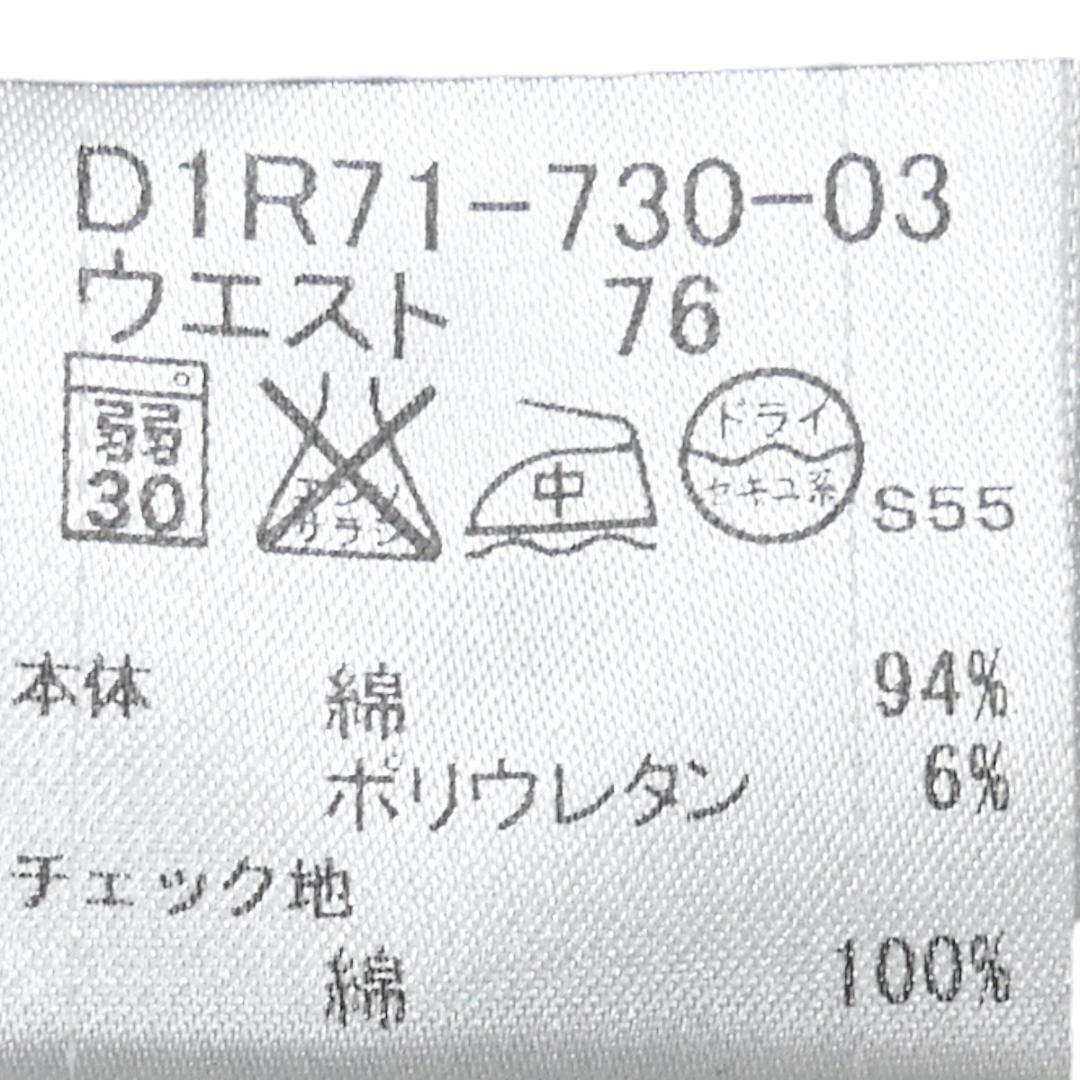 D1R71-730-03
ウエスト 76
弱
30
エンソ
サラシ
中
ドライ
セキユ系
S55
本体 綿 94%
ポリウレタン 6%
チェック地
綿 100%